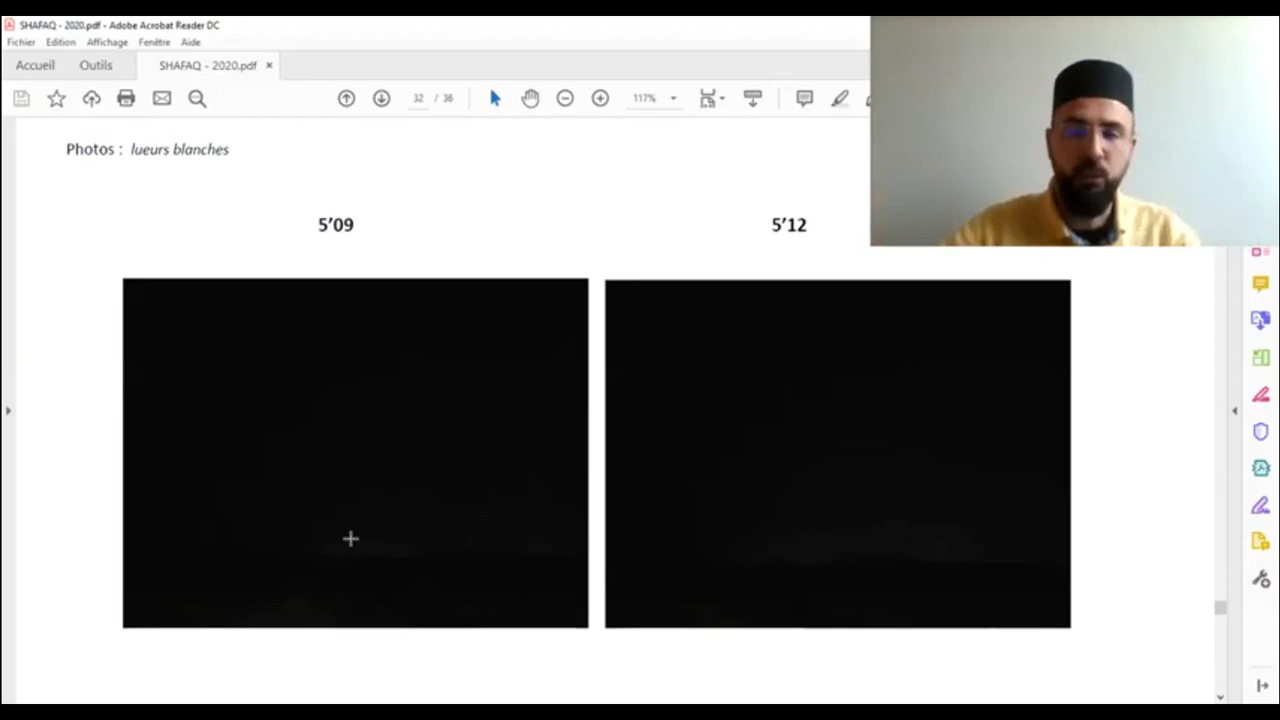 SHAFAQ - 2020.pdf - Adobe Acrobat Reader DC
Fichier Edition Affichage Fenêtre Aide
Accueil Outils SHAFAQ - 2020.pdf ×
32 / 36 117%
Photos : lueurs blanches
5’09 5’12